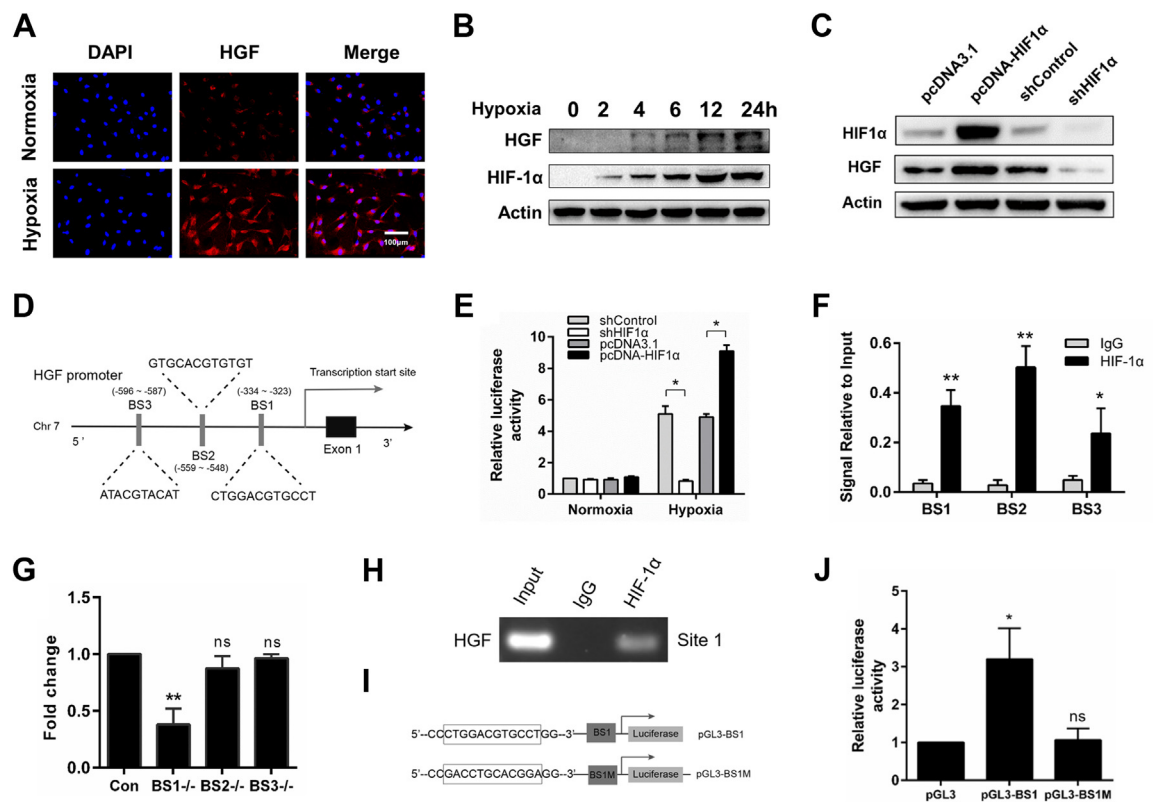 A
DAPI HGF Merge
Normoxia
Hypoxia
100μm
B
Hypoxia 0 2 4 6 12 24h
HGF
HIF-1α
Actin
C
pcDNA3.1 pcDNA-HIF1α shControl shHIF1α
HIF1α
HGF
Actin
D
GTGCACGTGTGT
HGF promoter
(-596 ~ -587)
BS3
(-334 ~ -323)
BS1
Transcription start site
Chr 7
5 '
BS2
(-559 ~ -548)
Exon 1
3'
ATACGTACAT
CTGGACGTGCCT
E
shControl
shHIF1α
pcDNA3.1
pcDNA-HIF1α
Relative luciferase
activity
10
8
6
4
2
0
* *
Normoxia Hypoxia
F
IgG
HIF-1α
Signal Relative to Input
0.6
0.4
0.2
0.0
** ** *
BS1 BS2 BS3
G
Fold change
1.5
1.0
0.5
0.0
** ns ns
Con BS1-/- BS2-/- BS3-/-
H
Input IgG HIF-1α
HGF Site 1
I
5'--CCCTGGACGTGCCTGG--3' BS1 Luciferase pGL3-BS1
5'--CCGACCTGCACGGAGG--3' BS1M Luciferase pGL3-BS1M
J
Relative luciferase
activity
5
4
3
2
1
0
* ns
pGL3 pGL3-BS1 pGL3-BS1M